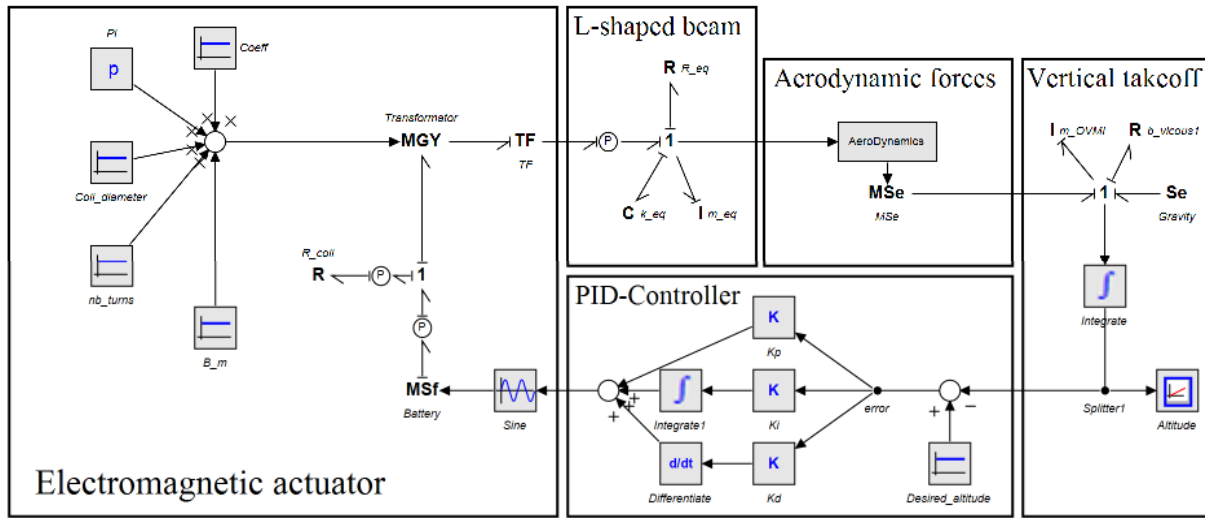 Electromagnetic actuator
PI
p
Coeff
Coil_diameter
nb_turns
B_m
Transformator
MGY
TF
TF
R_coil
R
P
1
P
MSf
Battery
Sine
L-shaped beam
R R_eq
P
1
C k_eq
I m_eq
Aerodynamic forces
AeroDynamics
MSe
MSe
Vertical takeoff
I m_OVMI
R b_vicous1
1
Se
Gravity
Integrate
Splitter1
Altitude
PID-Controller
K
Kp
K
Ki
K
Kd
Integrate1
d/dt
Differentiate
error
Desired_altitude
+
+
+
+
−